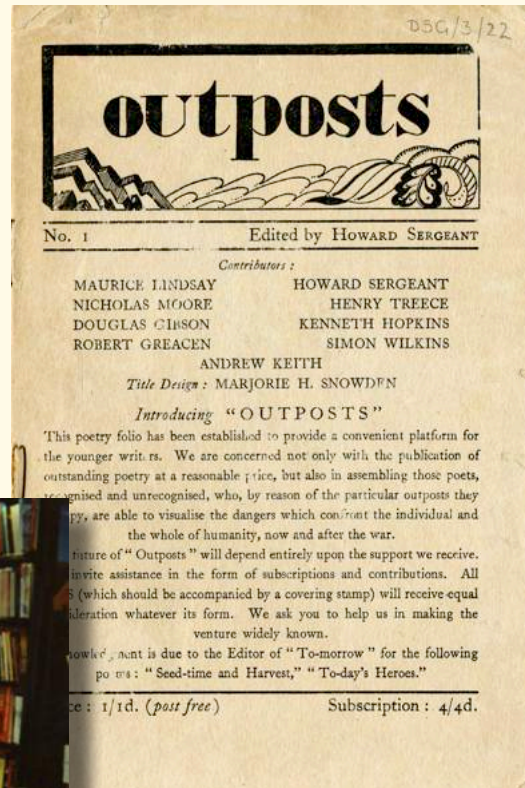 DSG/3/22
outposts
No. 1 Edited by HOWARD SERGEANT
Contributors :
MAURICE LINDSAY HOWARD SERGEANT
NICHOLAS MOORE HENRY TREECE
DOUGLAS GIBSON KENNETH HOPKINS
ROBERT GREACEN SIMON WILKINS
ANDREW KEITH
Title Design : MARJORIE H. SNOWDEN
Introducing “OUTPOSTS”
This poetry folio has been established to provide a convenient platform for
the younger writers. We are concerned not only with the publication of
outstanding poetry at a reasonable price, but also in assembling those poets,
recognised and unrecognised, who, by reason of the particular outposts they
py, are able to visualise the dangers which confront the individual and
the whole of humanity, now and after the war.
uture of “ Outposts ” will depend entirely upon the support we receive.
invite assistance in the form of subscriptions and contributions. All
(which should be accompanied by a covering stamp) will receive equal
ideration whatever its form. We ask you to help us in making the
venture widely known.
nowledgment is due to the Editor of “ To-morrow ” for the following
poems : “ Seed-time and Harvest,” “ To-day’s Heroes.”
ce : 1/1d. (post free) Subscription : 4/4d.